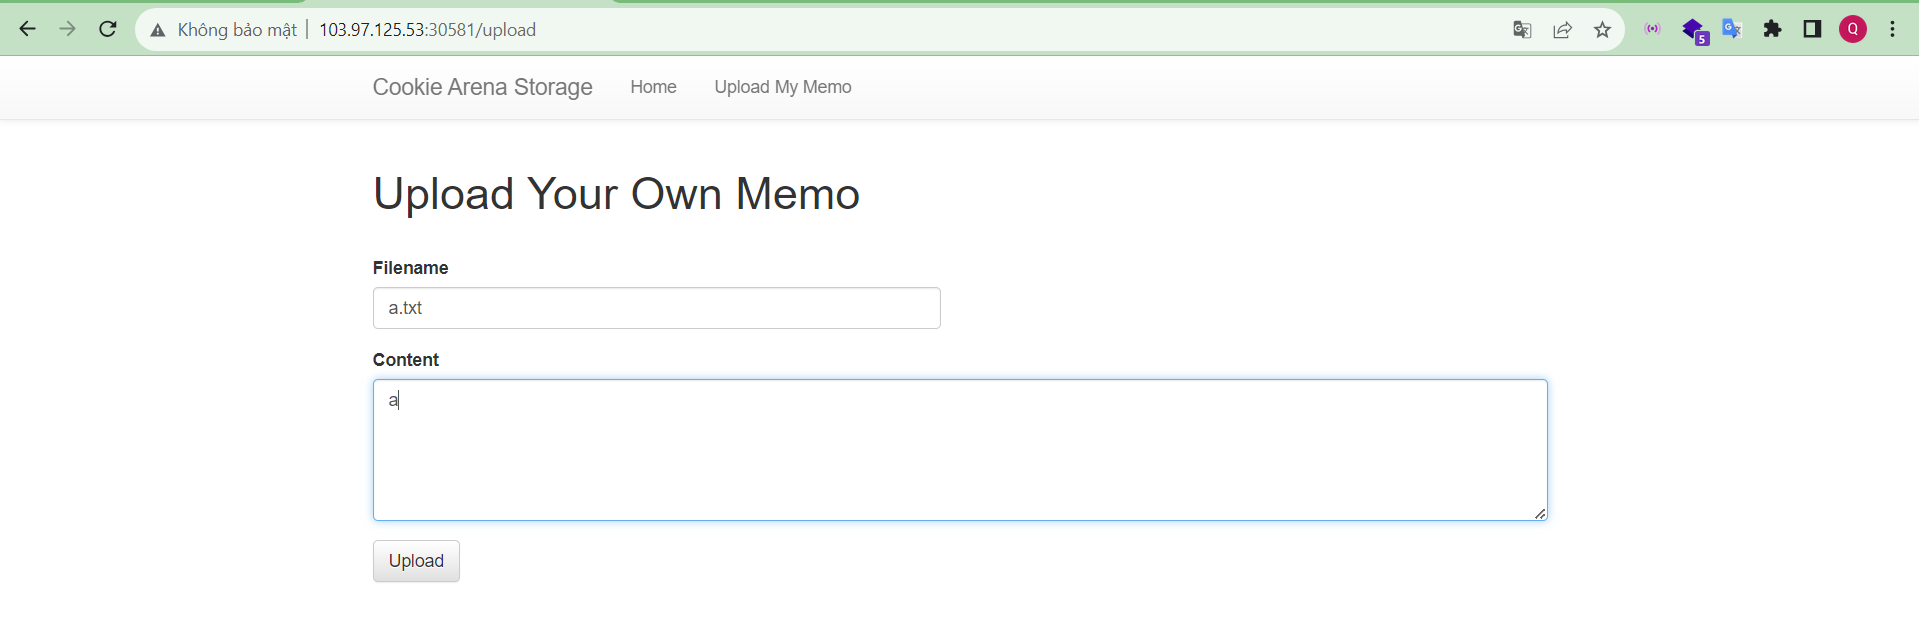 Không bảo mật | 103.97.125.53:30581/upload
5
Q
Cookie Arena Storage Home Upload My Memo
Upload Your Own Memo
Filename
a.txt
Content
a
Upload